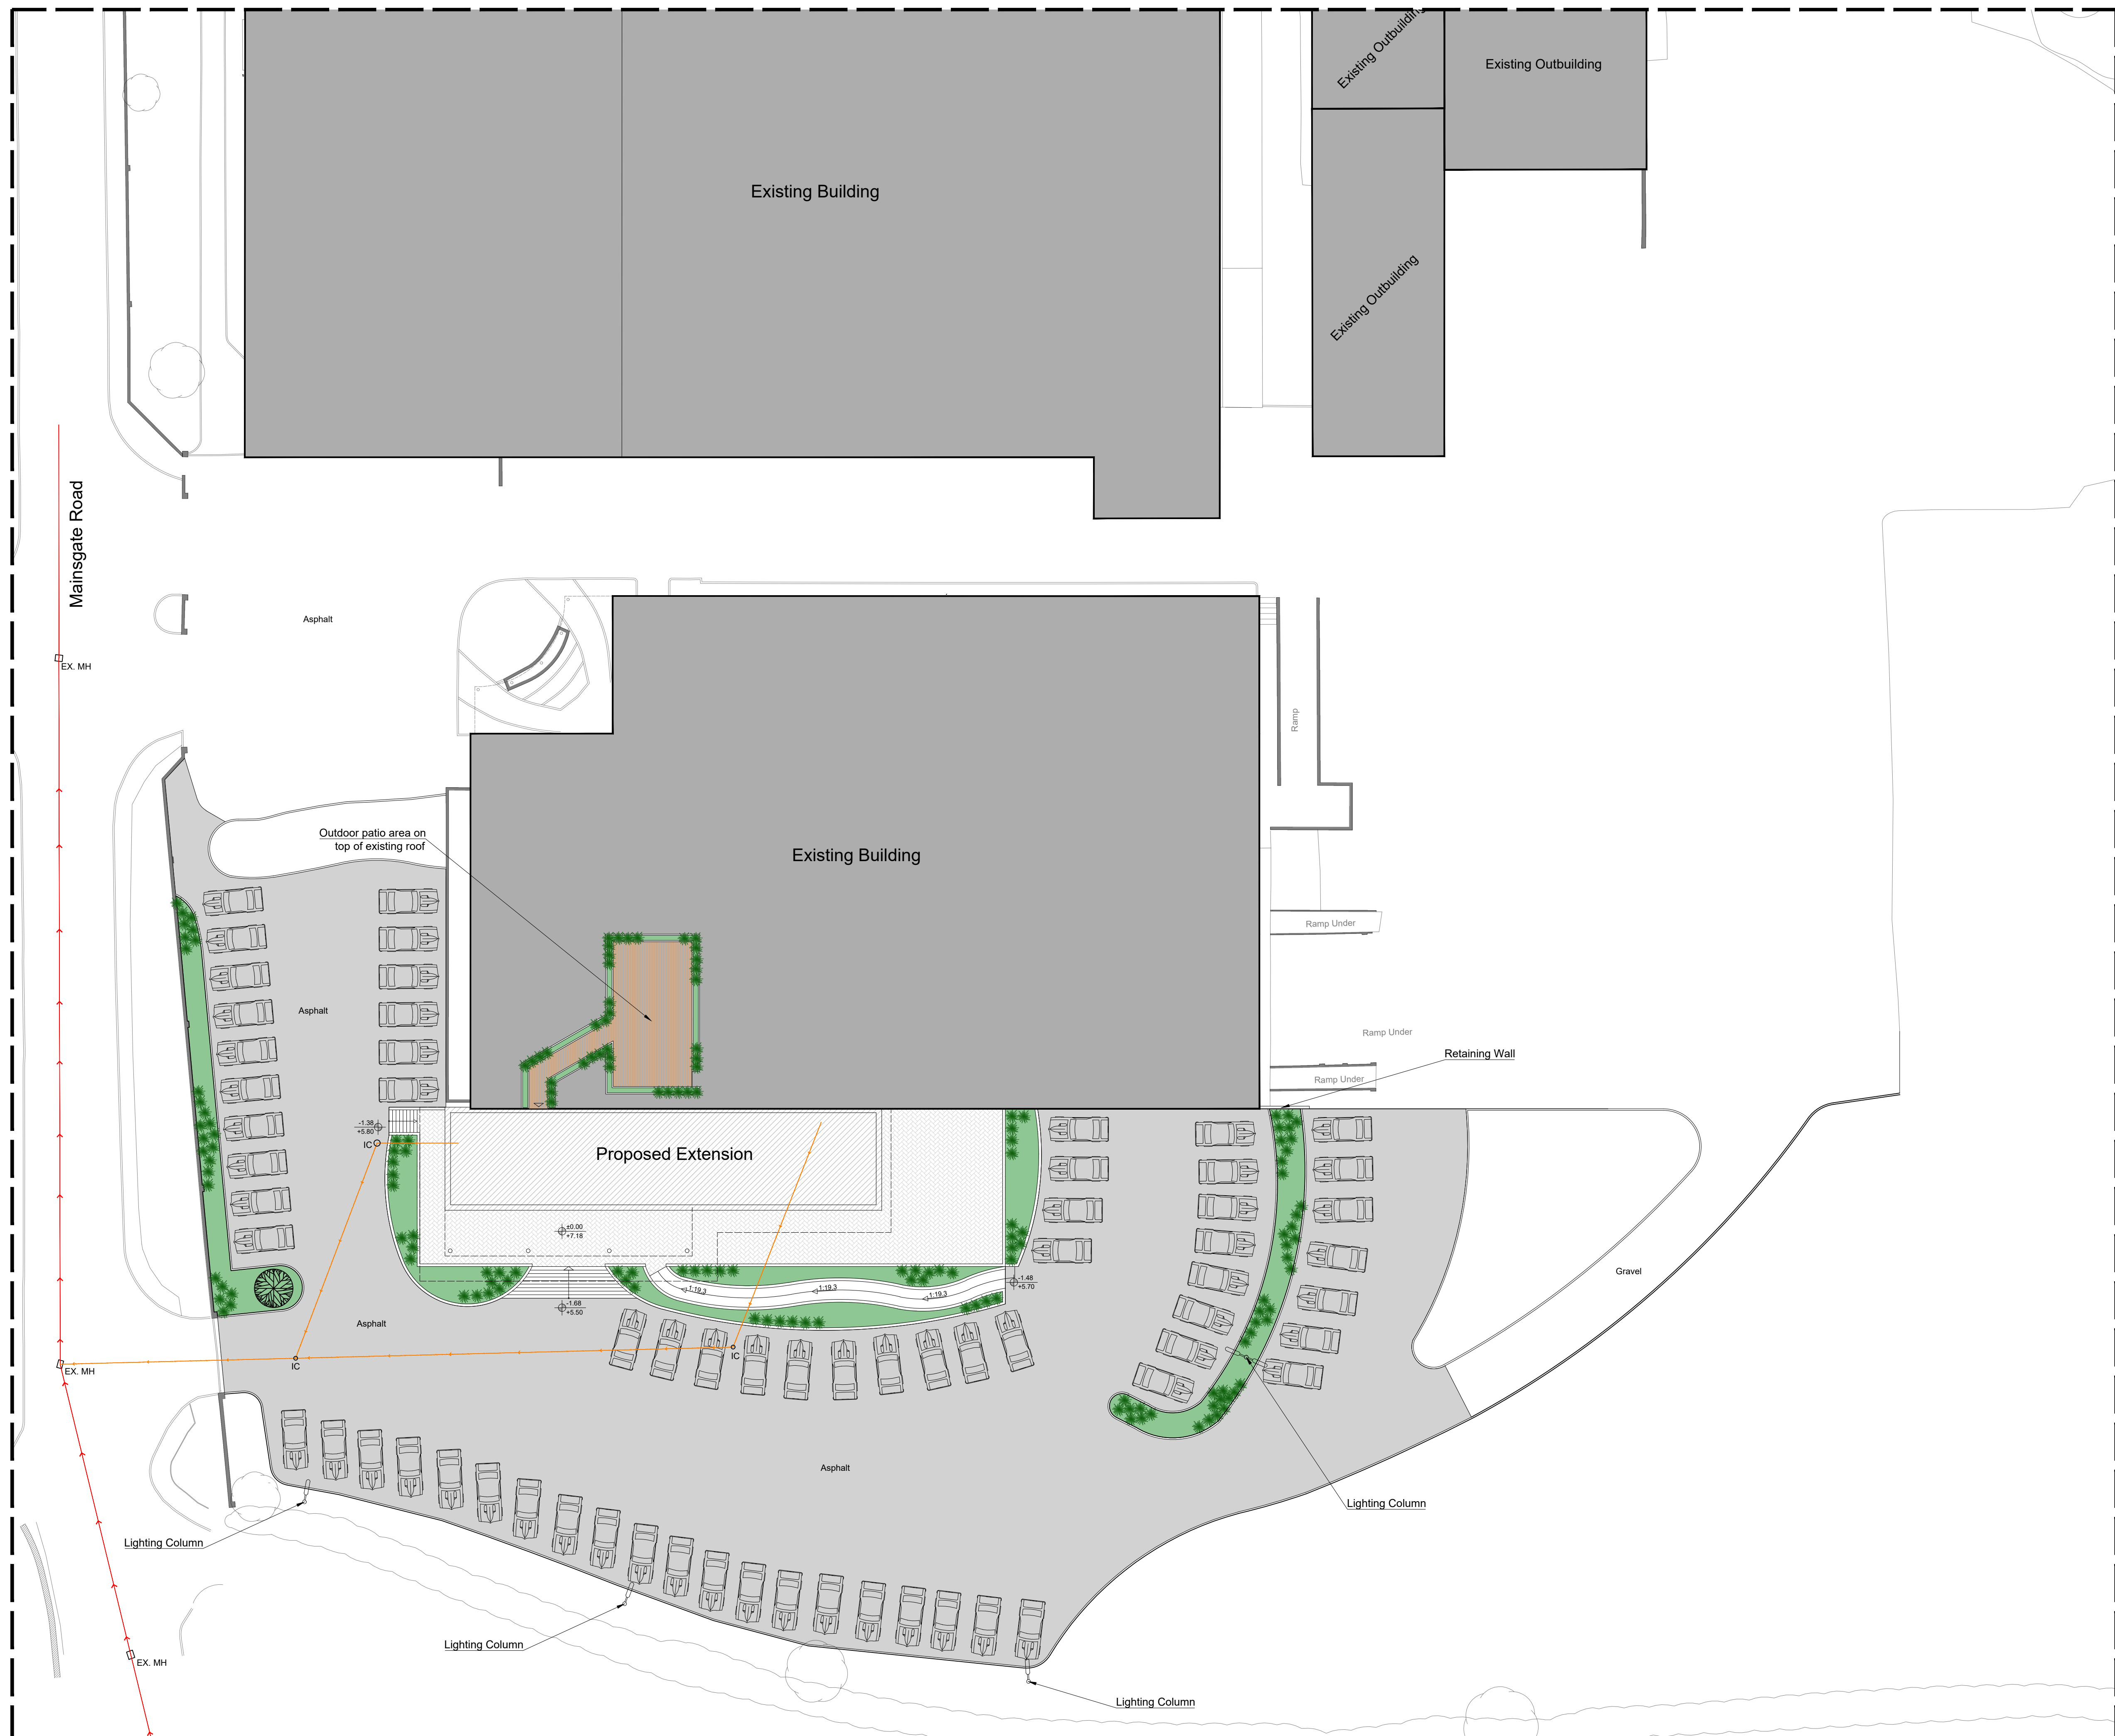 Existing Outbuilding
Existing Outbuilding
Existing Building
Existing Outbuilding
Mainsgate Road
Asphalt
EX. MH
Ramp
Outdoor patio area on
top of existing roof
Existing Building
Ramp Under
Asphalt
Ramp Under
Retaining Wall
Ramp Under
-1.38
+5.80
IC
Proposed Extension
±0.00
+7.18
Gravel
-1.48
+5.70
1:19.3
1:19.3
1:19.3
-1.68
+5.50
Asphalt
IC
IC
EX. MH
Asphalt
Lighting Column
Lighting Column
Lighting Column
EX. MH
Lighting Column